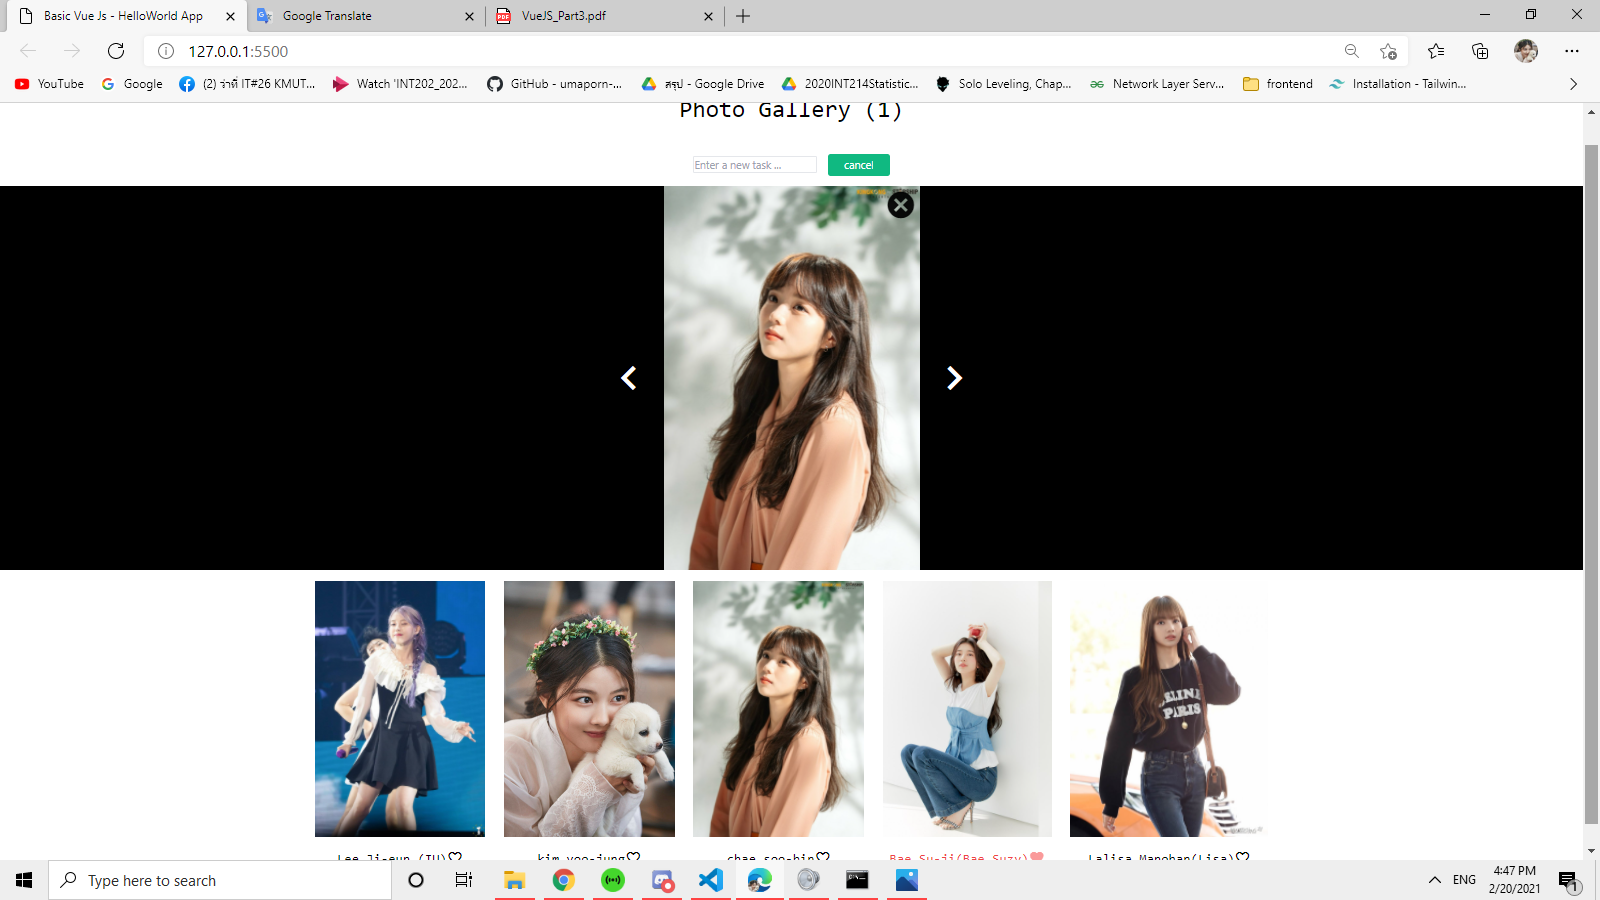 Basic Vue Js - HelloWorld App
Google Translate
VueJS_Part3.pdf
127.0.0.1:5500
YouTube
Google
(2) ร่าที่ IT#26 KMUT...
Watch 'INT202_202...
GitHub - umaporn-...
สรุป - Google Drive
2020INT214Statistic...
Solo Leveling, Chap...
Network Layer Serv...
frontend
Installation - Tailwin...
Photo Gallery (1)
Enter a new task ...
cancel
CELINE
PARIS
Lee Ji-eun (IU)
kim yoo-jung
chae soo-bin
Bae Su-ji(Bae Suzy)
Lalisa Manoban(Lisa)
Type here to search
ENG
4:47 PM
2/20/2021
1